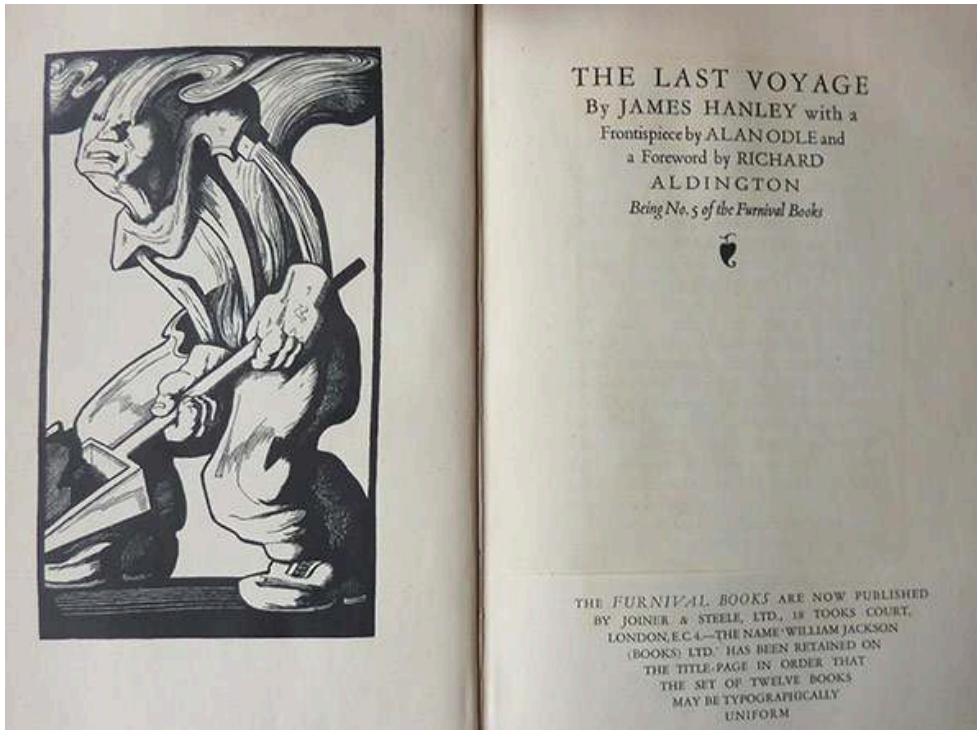 THE LAST VOYAGE
By JAMES HANLEY with a
Frontispiece by ALAN ODLE and
a Foreword by RICHARD
ALDINGTON
Being No. 5 of the Furnival Books
THE FURNIVAL BOOKS ARE NOW PUBLISHED
BY JOINER & STEELE, LTD., 18 TOOKS COURT,
LONDON, E.C.4.—THE NAME 'WILLIAM JACKSON
(BOOKS) LTD.' HAS BEEN RETAINED ON
THE TITLE-PAGE IN ORDER THAT
THE SET OF TWELVE BOOKS
MAY BE TYPOGRAPHICALLY
UNIFORM